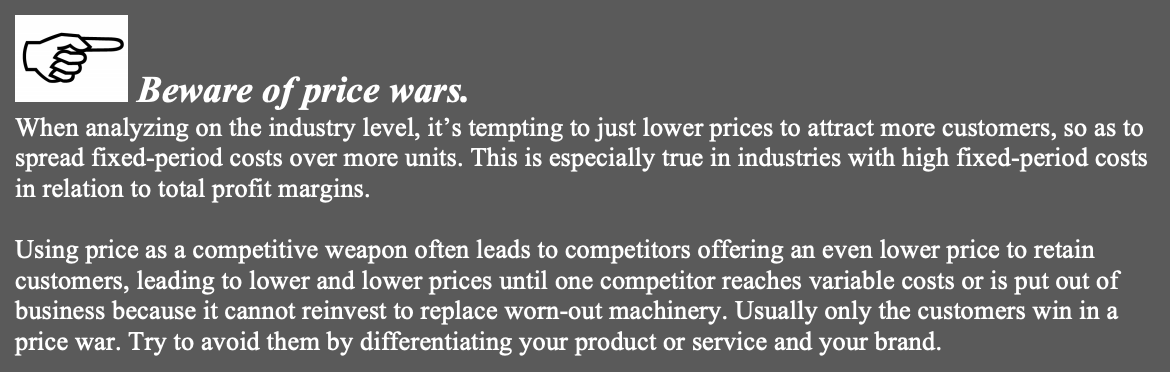 Beware of price wars.
When analyzing on the industry level, it’s tempting to just lower prices to attract more customers, so as to
spread fixed-period costs over more units. This is especially true in industries with high fixed-period costs
in relation to total profit margins.
Using price as a competitive weapon often leads to competitors offering an even lower price to retain
customers, leading to lower and lower prices until one competitor reaches variable costs or is put out of
business because it cannot reinvest to replace worn-out machinery. Usually only the customers win in a
price war. Try to avoid them by differentiating your product or service and your brand.